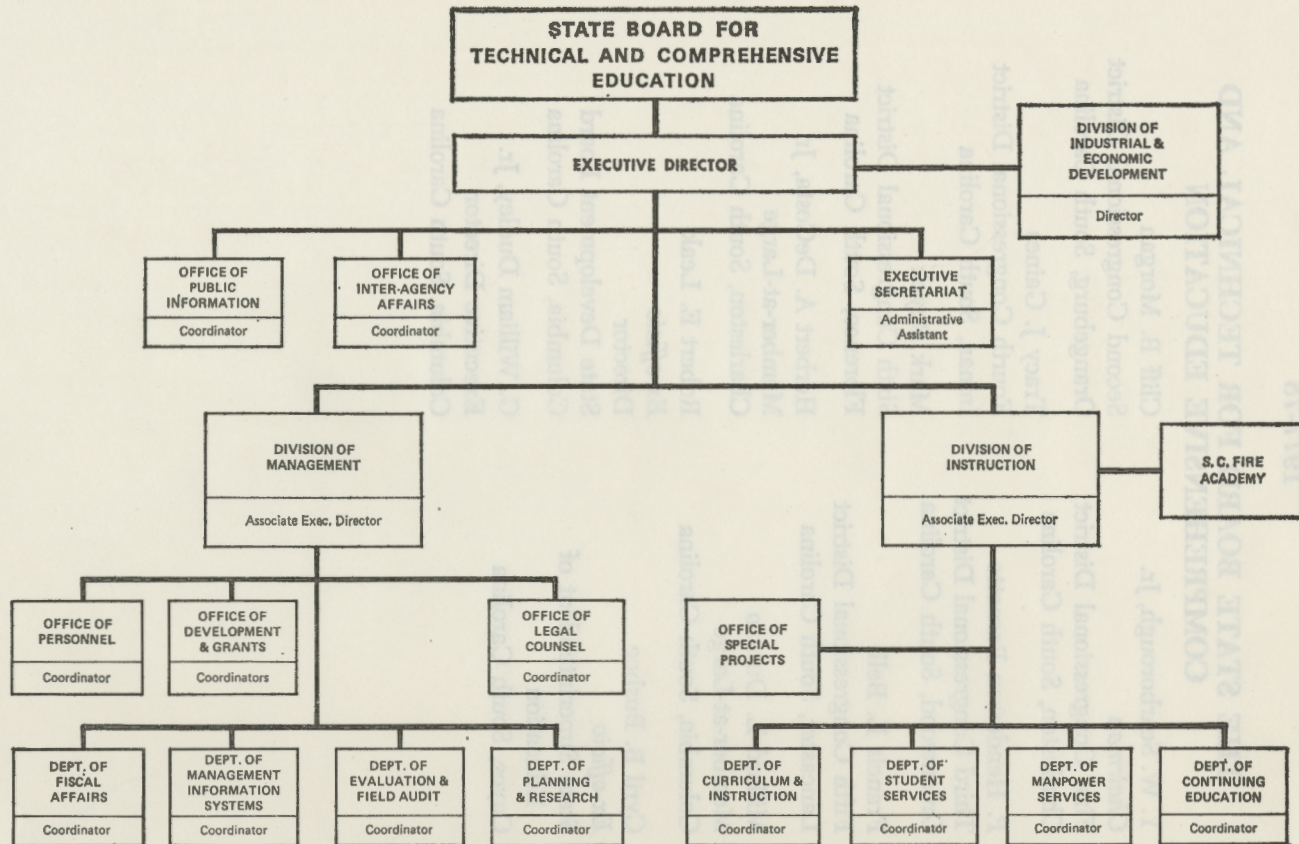 STATE BOARD FOR
TECHNICAL AND COMPREHENSIVE
EDUCATION
EXECUTIVE DIRECTOR
DIVISION OF
INDUSTRIAL &
ECONOMIC
DEVELOPMENT
Director
OFFICE OF
PUBLIC
INFORMATION
Coordinator
OFFICE OF
INTER-AGENCY
AFFAIRS
Coordinator
EXECUTIVE
SECRETARIAT
Administrative
Assistant
DIVISION OF
MANAGEMENT
Associate Exec. Director
DIVISION OF
INSTRUCTION
Associate Exec. Director
S. C. FIRE
ACADEMY
OFFICE OF
PERSONNEL
Coordinator
OFFICE OF
DEVELOPMENT
& GRANTS
Coordinators
OFFICE OF
LEGAL
COUNSEL
Coordinator
OFFICE OF
SPECIAL
PROJECTS
DEPT. OF
FISCAL
AFFAIRS
Coordinator
DEPT. OF
MANAGEMENT
INFORMATION
SYSTEMS
Coordinator
DEPT. OF
EVALUATION &
FIELD AUDIT
Coordinator
DEPT. OF
PLANNING
& RESEARCH
Coordinator
DEPT. OF
CURRICULUM &
INSTRUCTION
Coordinator
DEPT. OF
STUDENT
SERVICES
Coordinator
DEPT. OF
MANPOWER
SERVICES
Coordinator
DEPT. OF
CONTINUING
EDUCATION
Coordinator